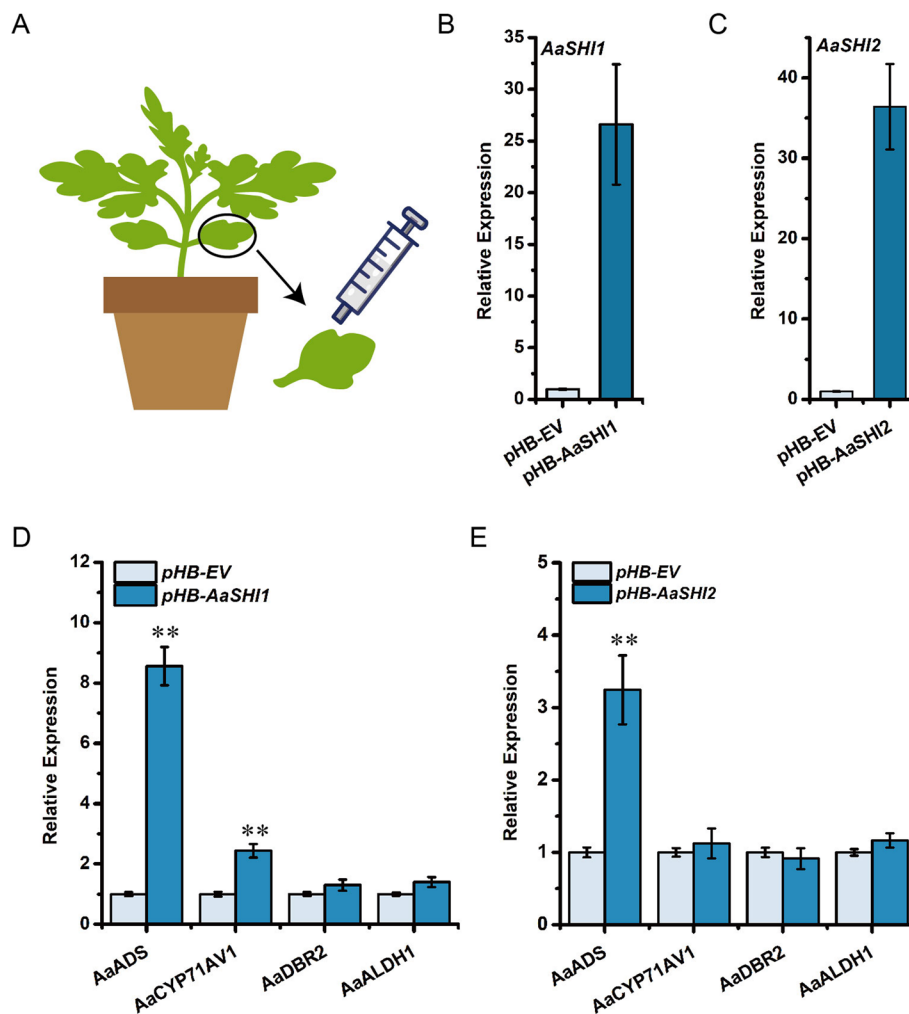 A
B
C
AaSHI1
35
30
25
20
15
10
5
0
Relative Expression
pHB-EV
pHB-AaSHI1
AaSHI2
40
30
20
10
0
Relative Expression
pHB-EV
pHB-AaSHI2
D
pHB-EV
pHB-AaSHI1
12
10
8
6
4
2
0
Relative Expression
**
**
AaADS
AaCYP71AV1
AaDBR2
AaALDH1
E
pHB-EV
pHB-AaSHI2
5
4
3
2
1
0
Relative Expression
**
AaADS
AaCYP71AV1
AaDBR2
AaALDH1